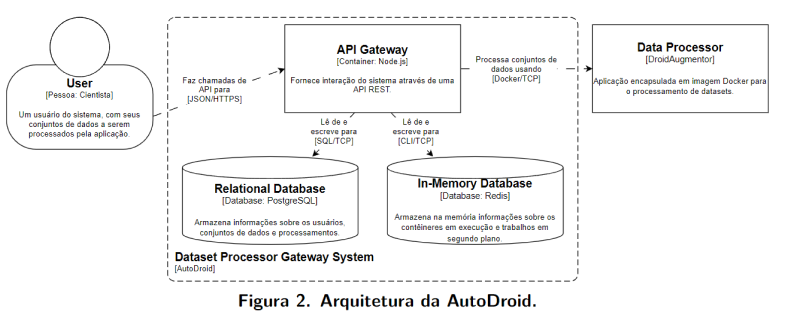 User
[Pessoa: Cientista]
Um usuário do sistema, com seus
conjuntos de dados a serem
processados pela aplicação.
Faz chamadas de
API para
[JSON/HTTPS]
API Gateway
[Container: Node js]
Fornece interação do sistema através de uma
API REST.
Processa conjuntos de
dados usando
[Docker/TCP]
Data Processor
[DroidAugmentor]
Aplicação encapsulada em imagem Docker para
o processamento de datasets.
Lê de e
escreve para
[SQL/TCP]
Lê de e
escreve para
[CLI/TCP]
Relational Database
[Database: PostgreSQL]
Armazena informações sobre os usuários,
conjuntos de dados e processamentos.
In-Memory Database
[Database: Redis]
Armazena na memória informações sobre os
contêineres em execução e trabalhos em
segundo plano.
Dataset Processor Gateway System
[AutoDroid]
Figura 2. Arquitetura da AutoDroid.